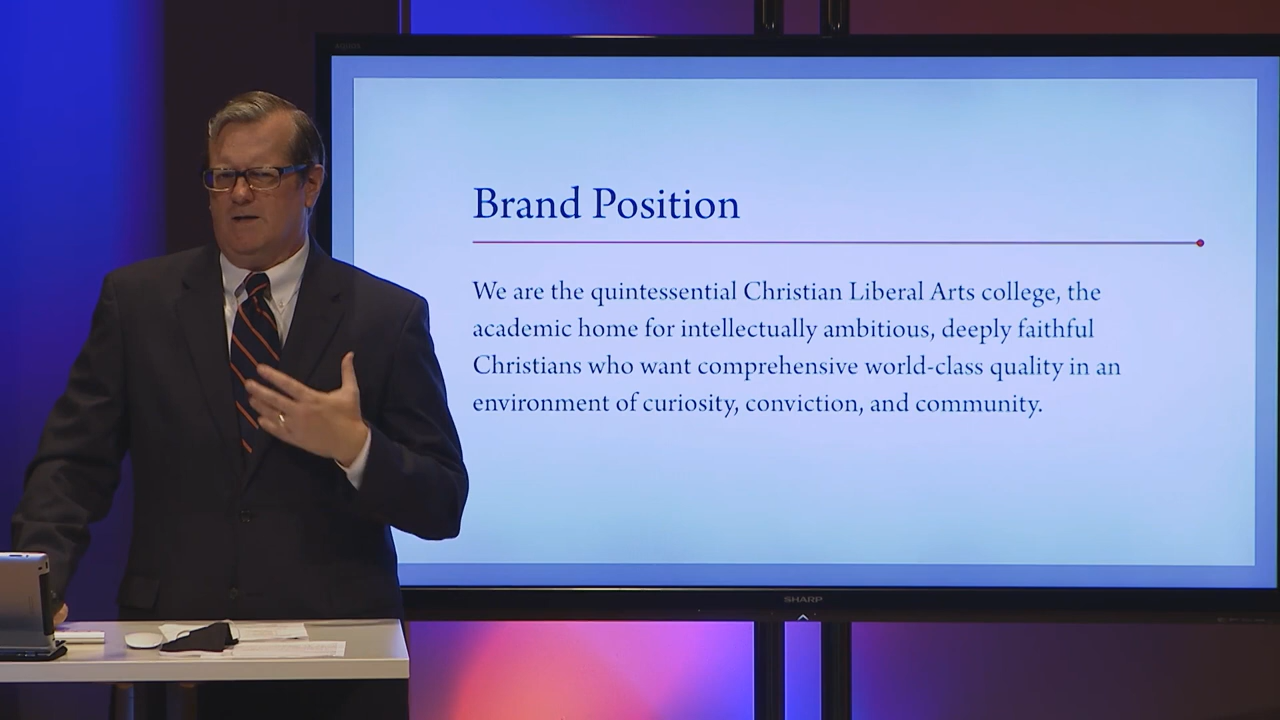 Brand Position
We are the quintessential Christian Liberal Arts college, the
academic home for intellectually ambitious, deeply faithful
Christians who want comprehensive world-class quality in an
environment of curiosity, conviction, and community.
SHARP